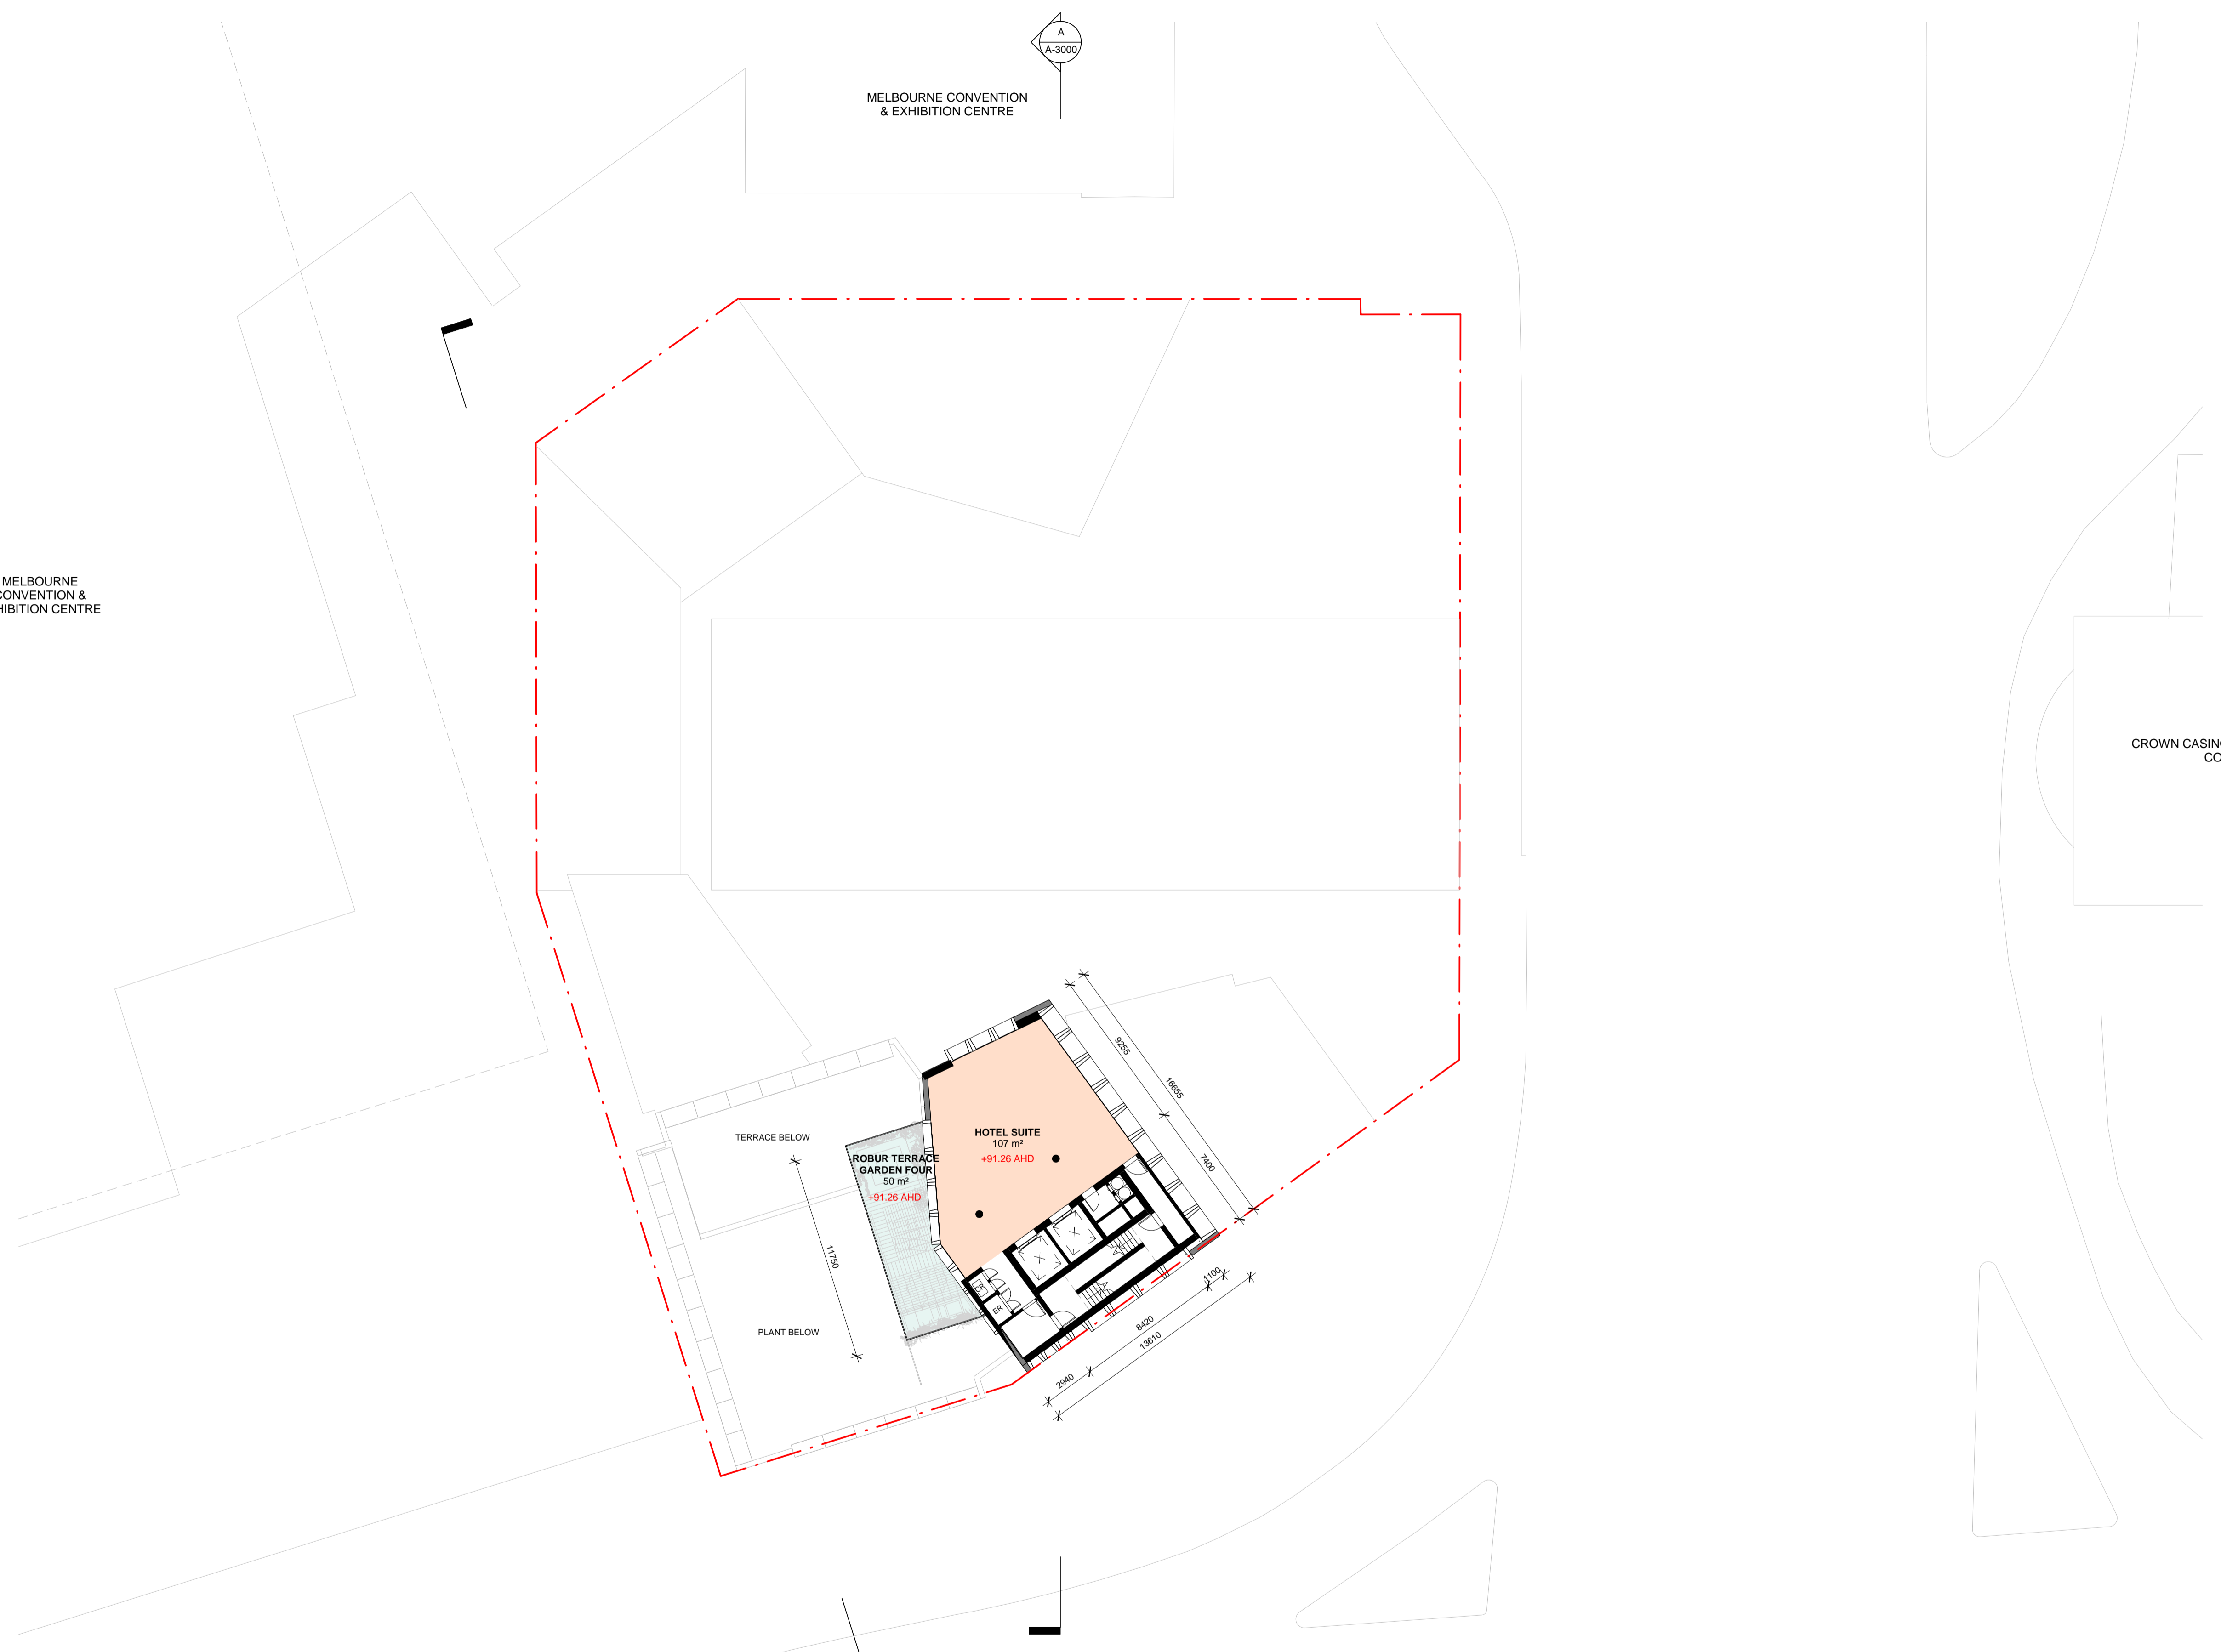 A
A-3000
MELBOURNE CONVENTION
& EXHIBITION CENTRE
MELBOURNE
CONVENTION &
HIBITION CENTRE
CROWN CASIN
CO
9255
16655
7400
HOTEL SUITE
107 m²
+91.26 AHD
TERRACE BELOW
ROBUR TERRACE
GARDEN FOUR
50 m²
+91.26 AHD
11750
PLANT BELOW
ER
1100
8420
13610
2940